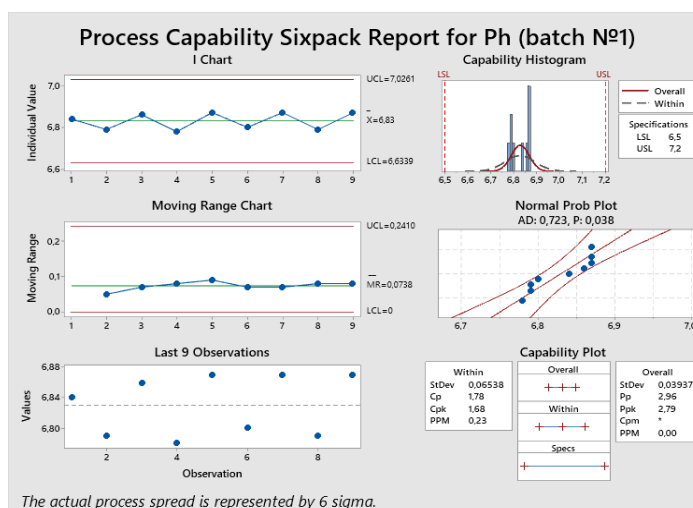 Process Capability Sixpack Report for Ph (batch №1)
I Chart
Individual Value
7,0
6,8
6,6
1 2 3 4 5 6 7 8 9
UCL=7,0261
X=6,83
LCL=6,6339
Capability Histogram
LSL USL
6,5 6,6 6,7 6,8 6,9 7,0 7,1 7,2
Overall
Within
Specifications
LSL 6,5
USL 7,2
Moving Range Chart
Moving Range
0,2
0,1
0,0
1 2 3 4 5 6 7 8 9
UCL=0,2410
MR=0,0738
LCL=0
Normal Prob Plot
AD: 0,723, P: 0,038
6,7 6,8 6,9 7,0
Last 9 Observations
Values
6,88
6,84
6,80
2 4 6 8
Observation
Capability Plot
Within
StDev 0,06538
Cp 1,78
Cpk 1,68
PPM 0,23
Overall
Within
Specs
Overall
StDev 0,03937
Pp 2,96
Ppk 2,79
Cpm *
PPM 0,00
The actual process spread is represented by 6 sigma.